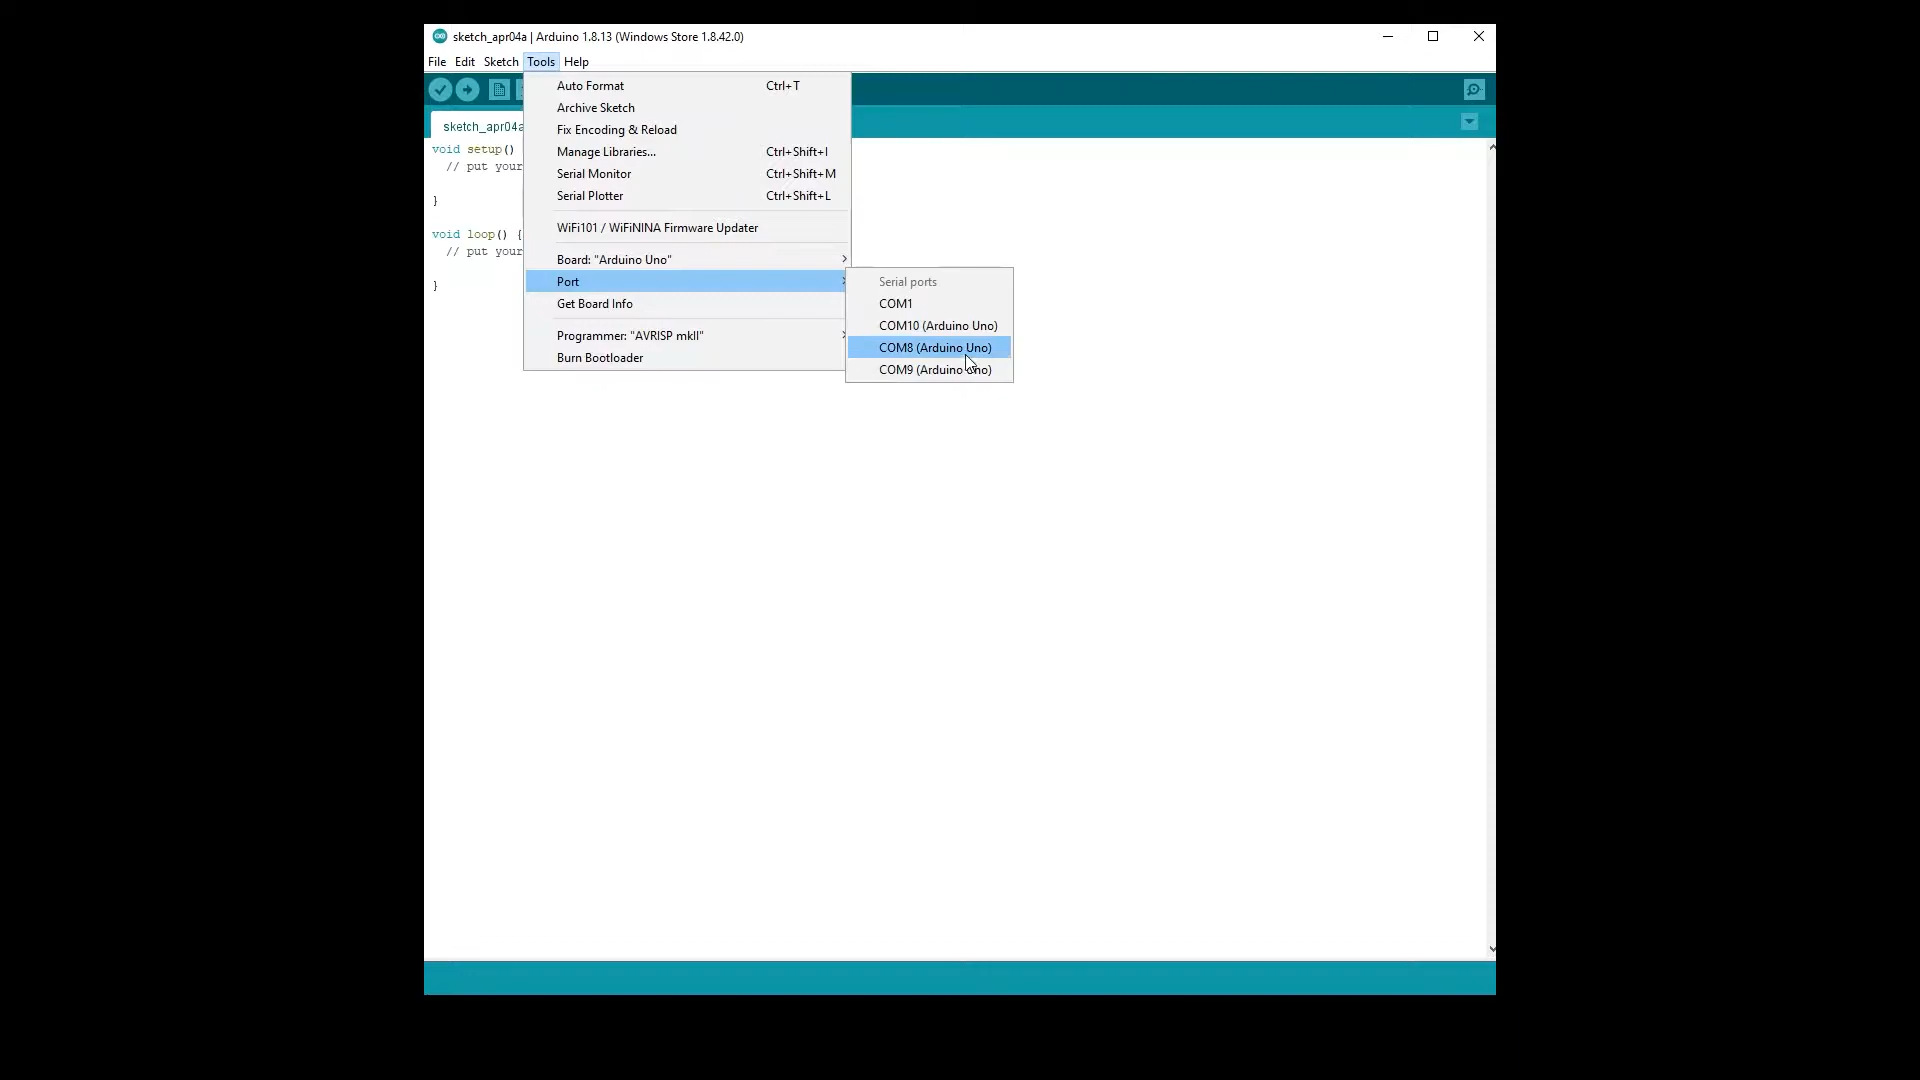 sketch_apr04a | Arduino 1.8.13 (Windows Store 1.8.42.0)
File Edit Sketch Tools Help
sketch_apr04a
void setup()
// put your
}
void loop() {
// put your
}
Auto Format Ctrl+T
Archive Sketch
Fix Encoding & Reload
Manage Libraries... Ctrl+Shift+I
Serial Monitor Ctrl+Shift+M
Serial Plotter Ctrl+Shift+L
WiFi101 / WiFiNINA Firmware Updater
Board: "Arduino Uno"
Port
Get Board Info
Programmer: "AVRISP mkII"
Burn Bootloader
Serial ports
COM1
COM10 (Arduino Uno)
COM8 (Arduino Uno)
COM9 (Arduino Uno)